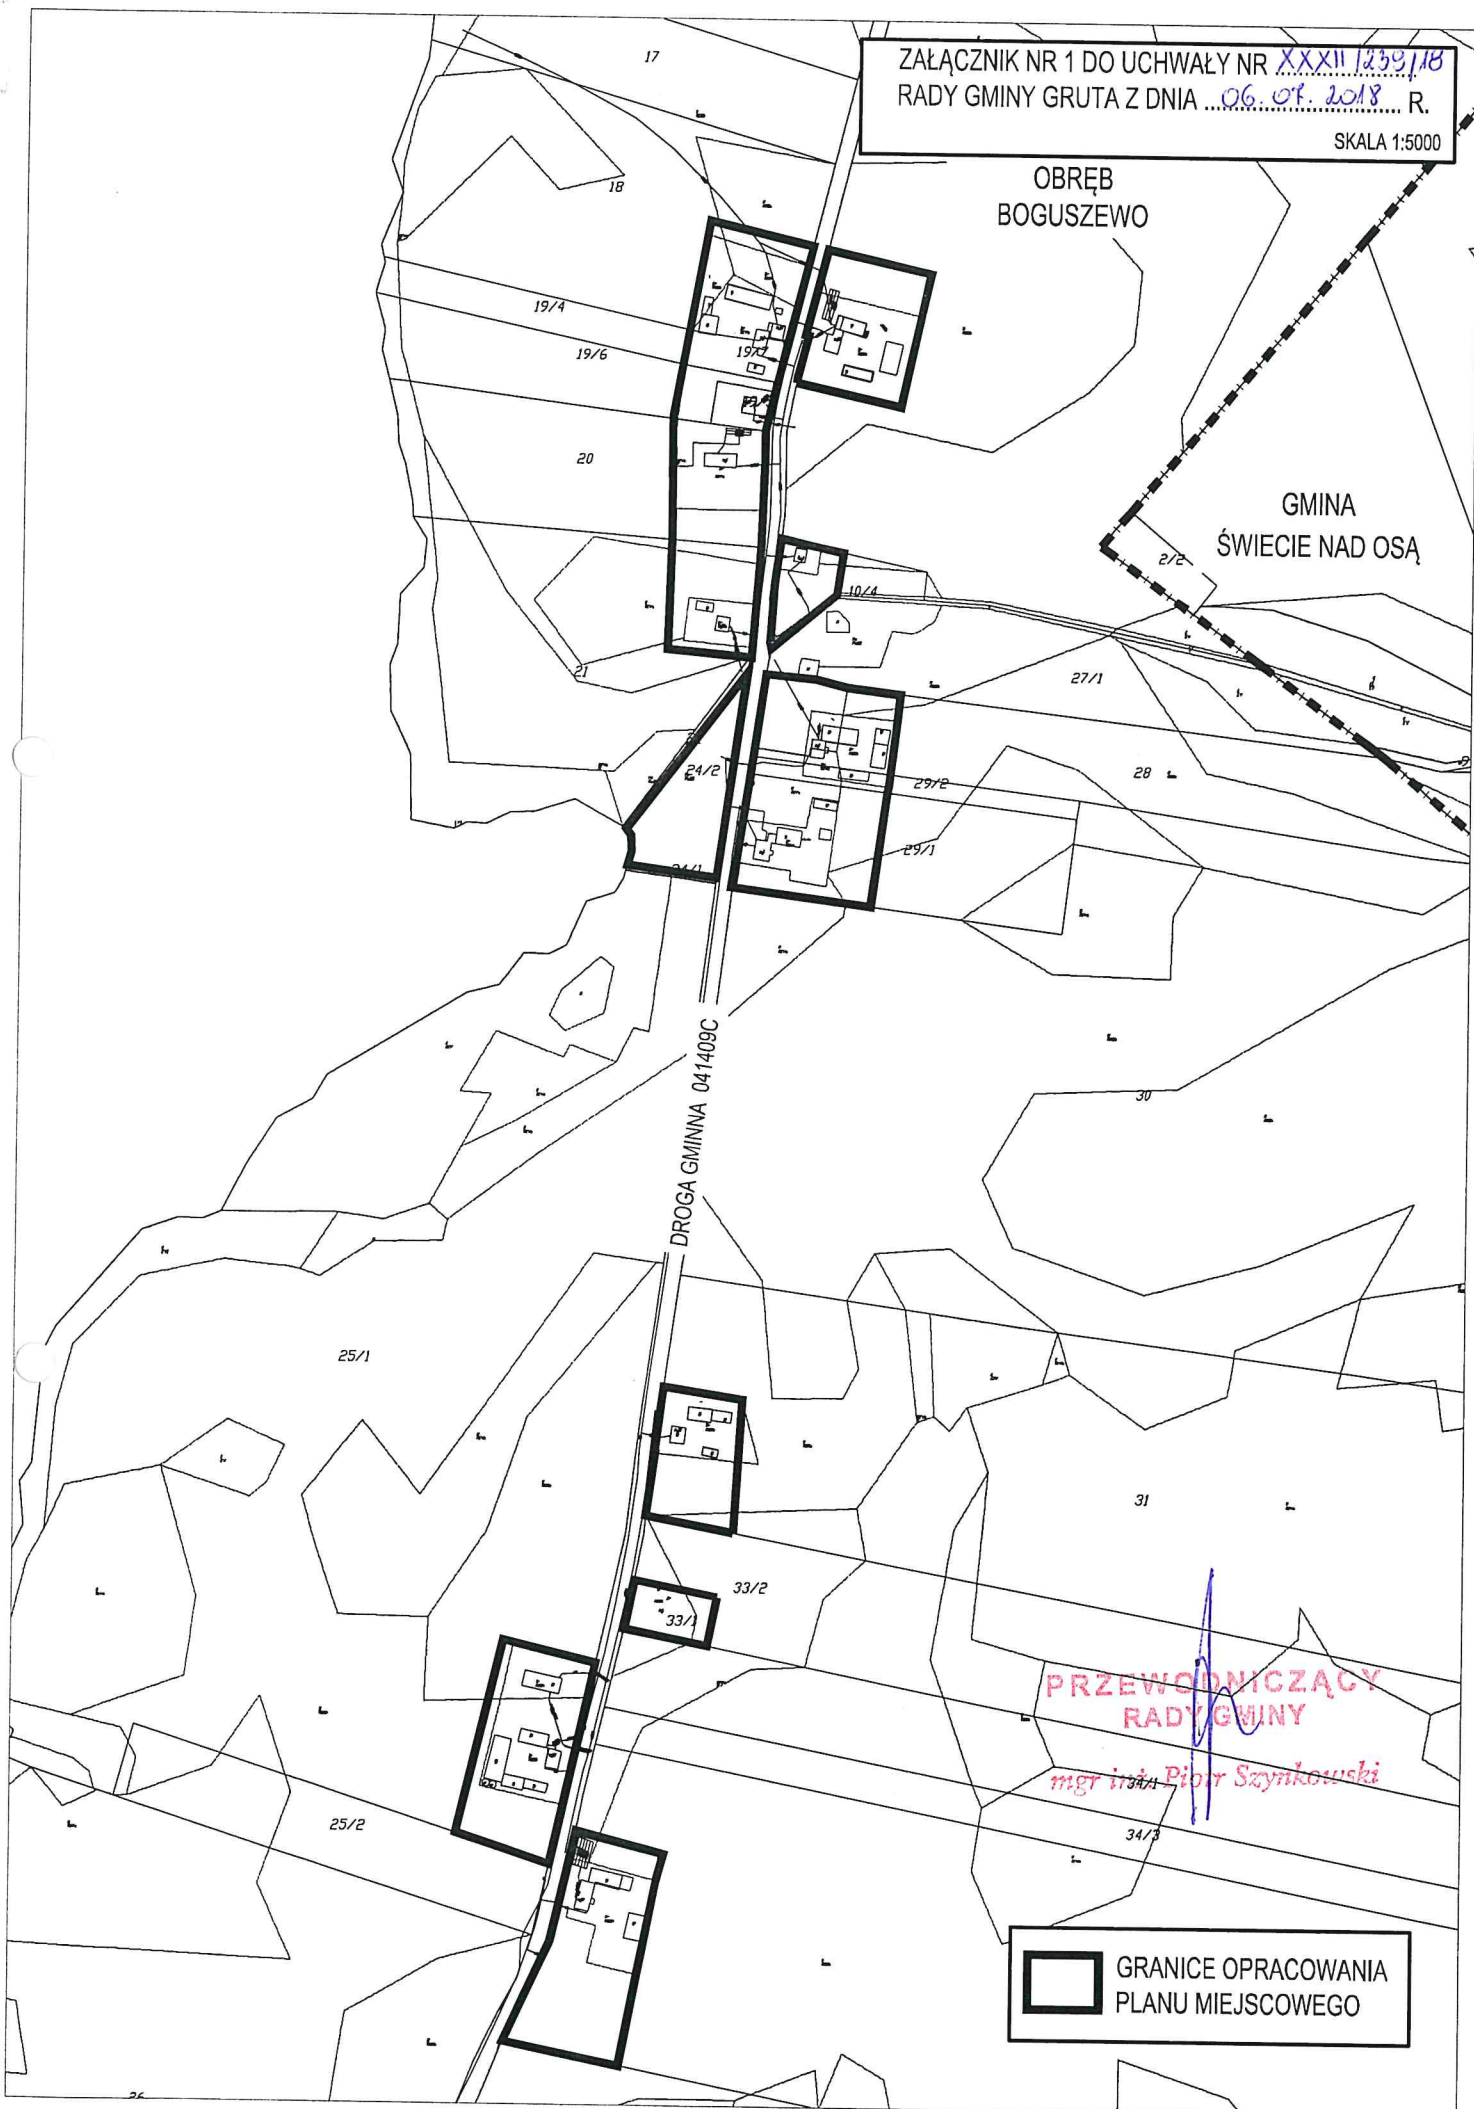 ZAŁĄCZNIK NR 1 DO UCHWAŁY NR XXXII/239/18
RADY GMINY GRUTA Z DNIA 06.07.2018 R.
SKALA 1:5000
17
OBRĘB
BOGUSZEWO
18
19/4
19/6
19/7
20
GMINA
ŚWIECIE NAD OSĄ
2/2
10/4
21
27/1
24/2
28
29/2
29/1
24/1
DROGA GMINNA 041409C
30
25/1
31
33/2
33/1
PRZEWODNICZĄCY
RADY GMINY
mgr inż. Piotr Szynkowski
34/1
25/2
34/3
GRANICE OPRACOWANIA
PLANU MIEJSCOWEGO
26